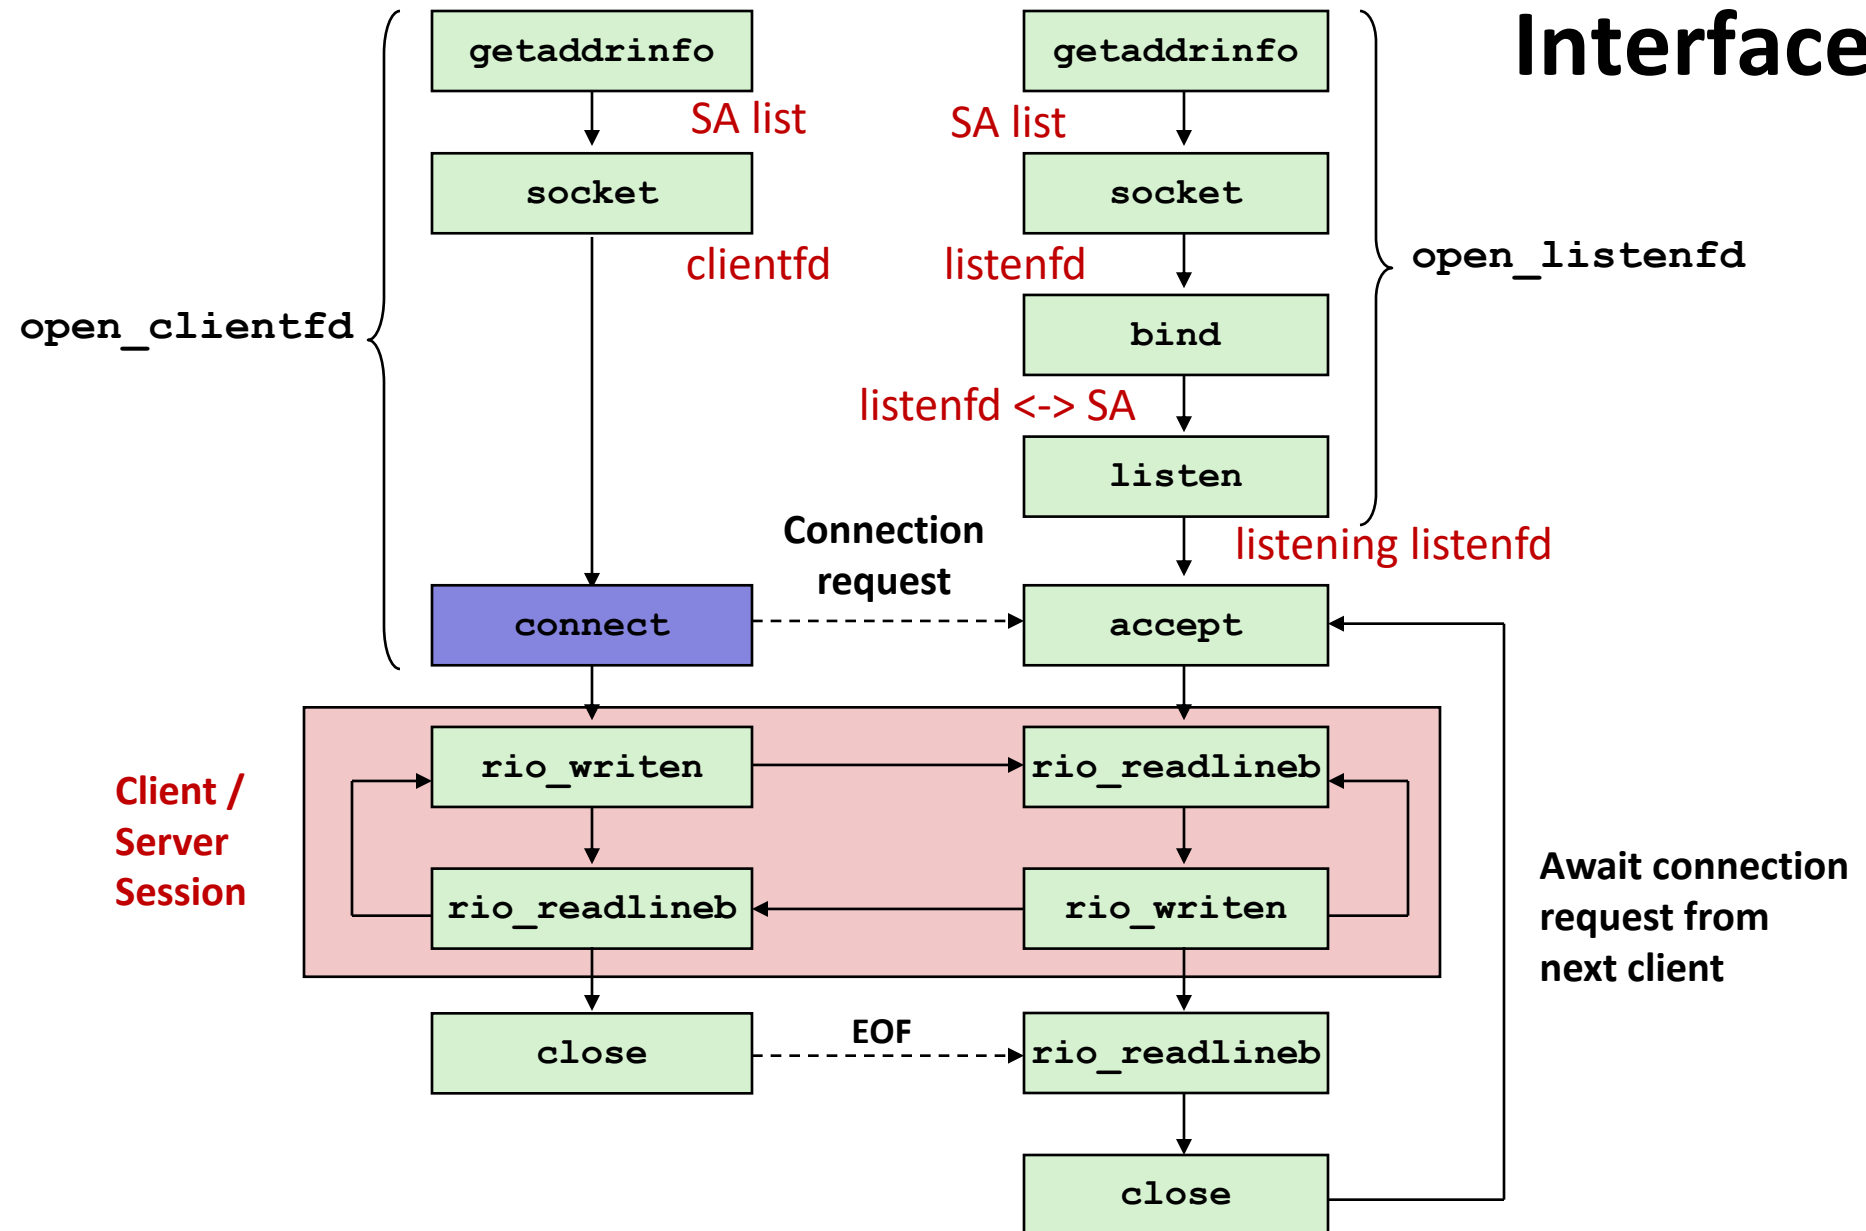 Interface
getaddrinfo
getaddrinfo
SA list
SA list
socket
socket
clientfd
listenfd
open_listenfd
open_clientfd
bind
listenfd <-> SA
listen
Connection
request
listening listenfd
connect
accept
Client /
Server
Session
rio_writen
rio_readlineb
rio_readlineb
rio_writen
Await connection
request from
next client
close
EOF
rio_readlineb
close